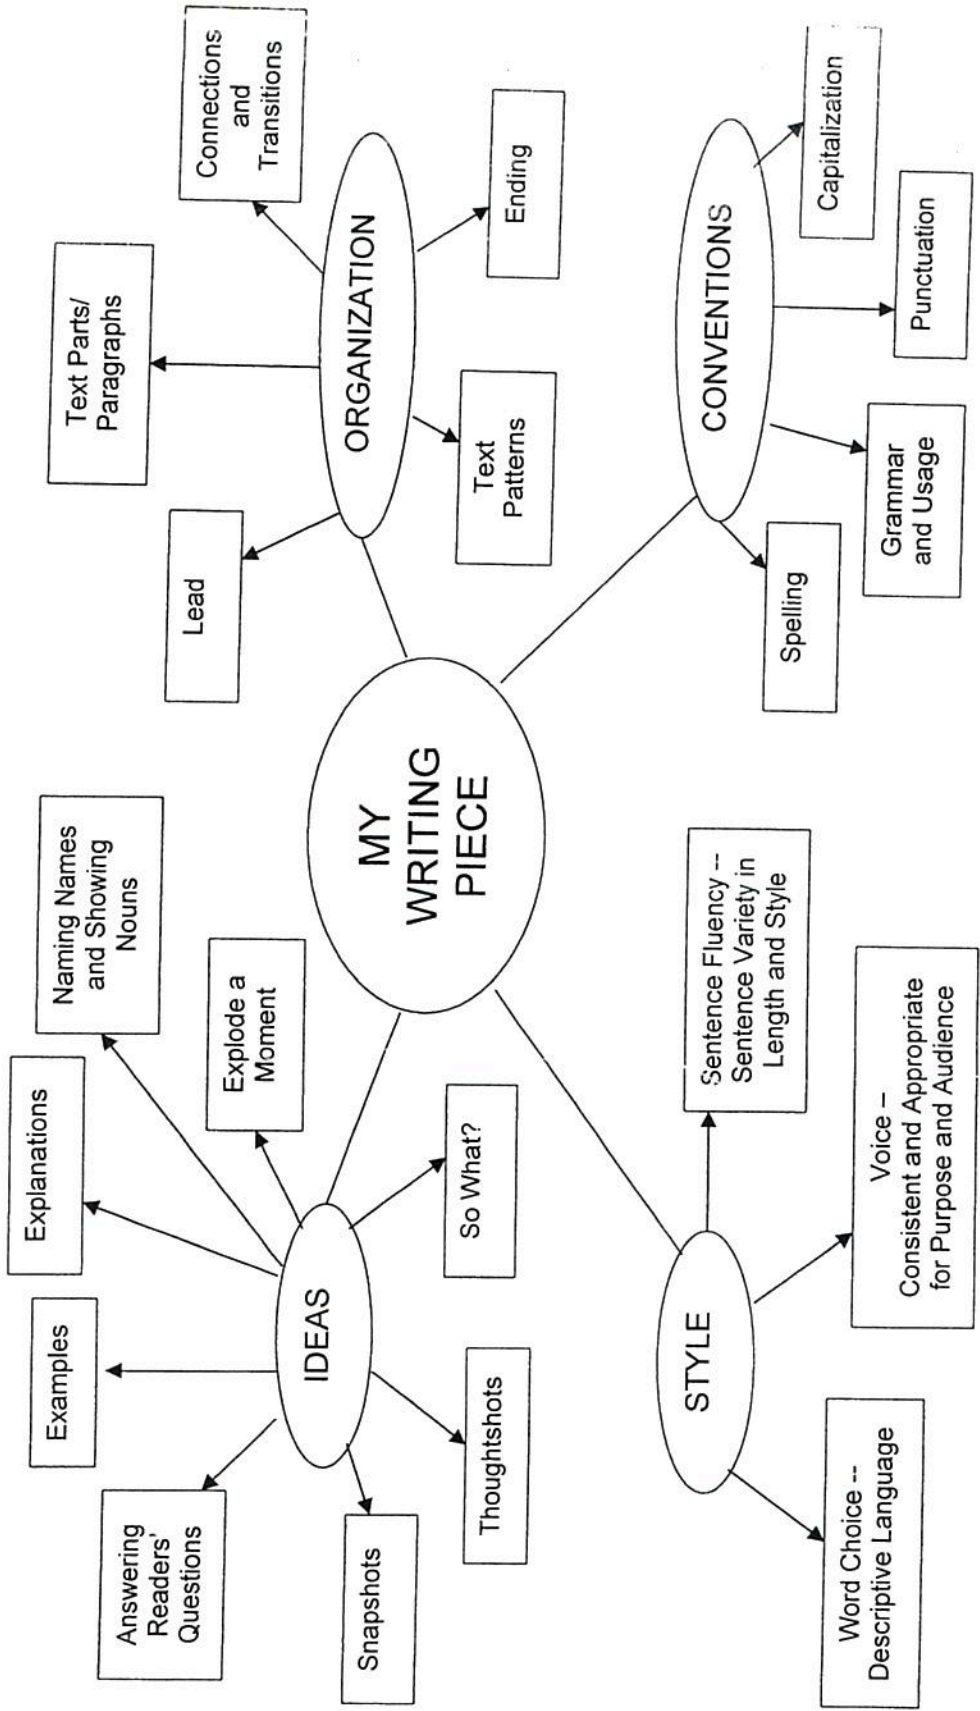 MY
WRITING
PIECE
IDEAS
Answering
Readers'
Questions
Examples
Explanations
Naming Names
and Showing
Nouns
Explode a
Moment
Snapshots
Thoughtshots
So What?
ORGANIZATION
Lead
Text Parts/
Paragraphs
Connections
and
Transitions
Text
Patterns
Ending
STYLE
Word Choice --
Descriptive Language
Voice –
Consistent and Appropriate
for Purpose and Audience
Sentence Fluency --
Sentence Variety in
Length and Style
CONVENTIONS
Spelling
Grammar
and Usage
Punctuation
Capitalization